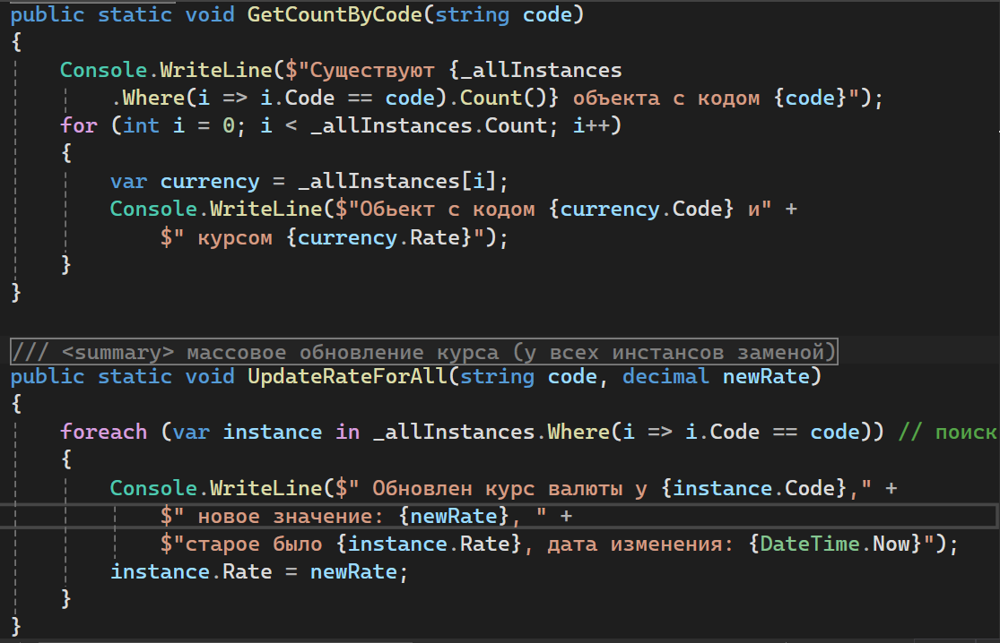 public static void GetCountByCode(string code)
{
Console.WriteLine($"Существуют {_allInstances
.Where(i => i.Code == code).Count()} объекта с кодом {code}");
for (int i = 0; i < _allInstances.Count; i++)
{
var currency = _allInstances[i];
Console.WriteLine($"Обьект с кодом {currency.Code} и" +
$" курсом {currency.Rate}");
}
}
/// <summary> массовое обновление курса (у всех инстансов заменой)
public static void UpdateRateForAll(string code, decimal newRate)
{
foreach (var instance in _allInstances.Where(i => i.Code == code)) // поиск
{
Console.WriteLine($" Обновлен курс валюты у {instance.Code}," +
$" новое значение: {newRate}, " +
$"старое было {instance.Rate}, дата изменения: {DateTime.Now}");
instance.Rate = newRate;
}
}